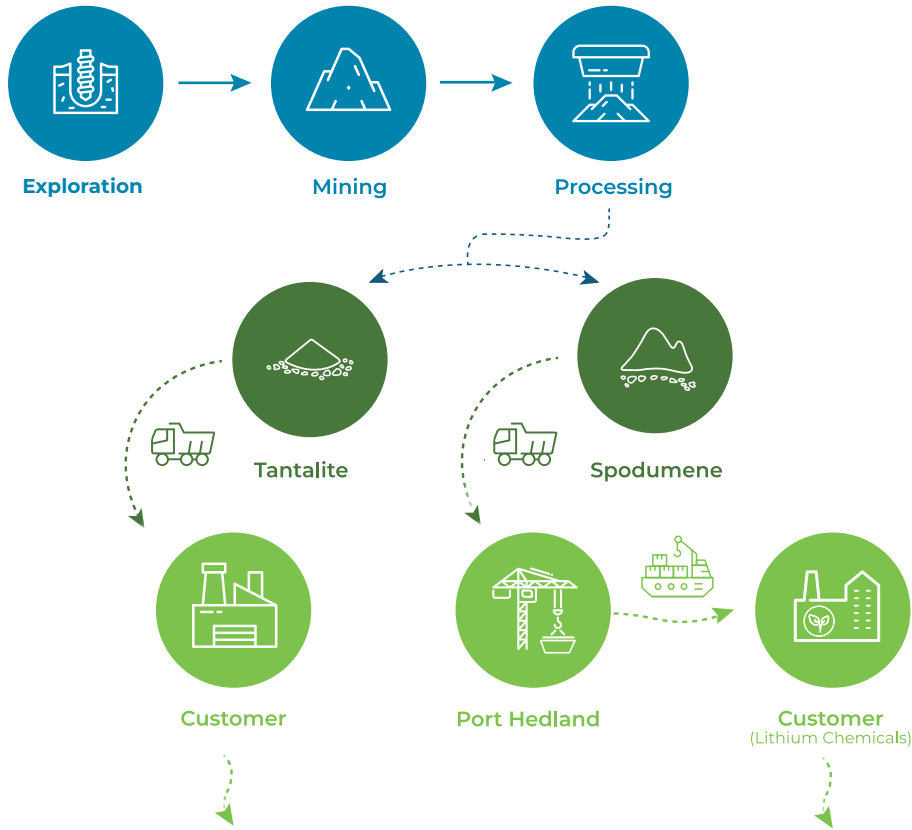 Exploration
Mining
Processing
Tantalite
Spodumene
Customer
Port Hedland
Customer
(Lithium Chemicals)